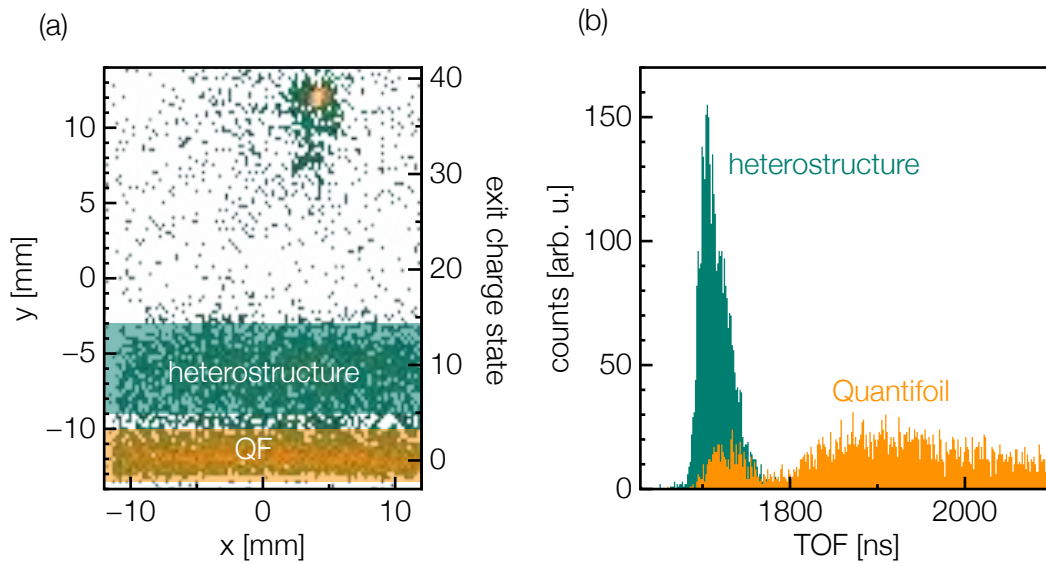 (a)
(b)
10
5
0
−5
−10
y [mm]
−10
0
10
x [mm]
40
30
20
10
0
exit charge state
heterostructure
QF
150
100
50
0
counts [arb. u.]
heterostructure
Quantifoil
1800
2000
TOF [ns]